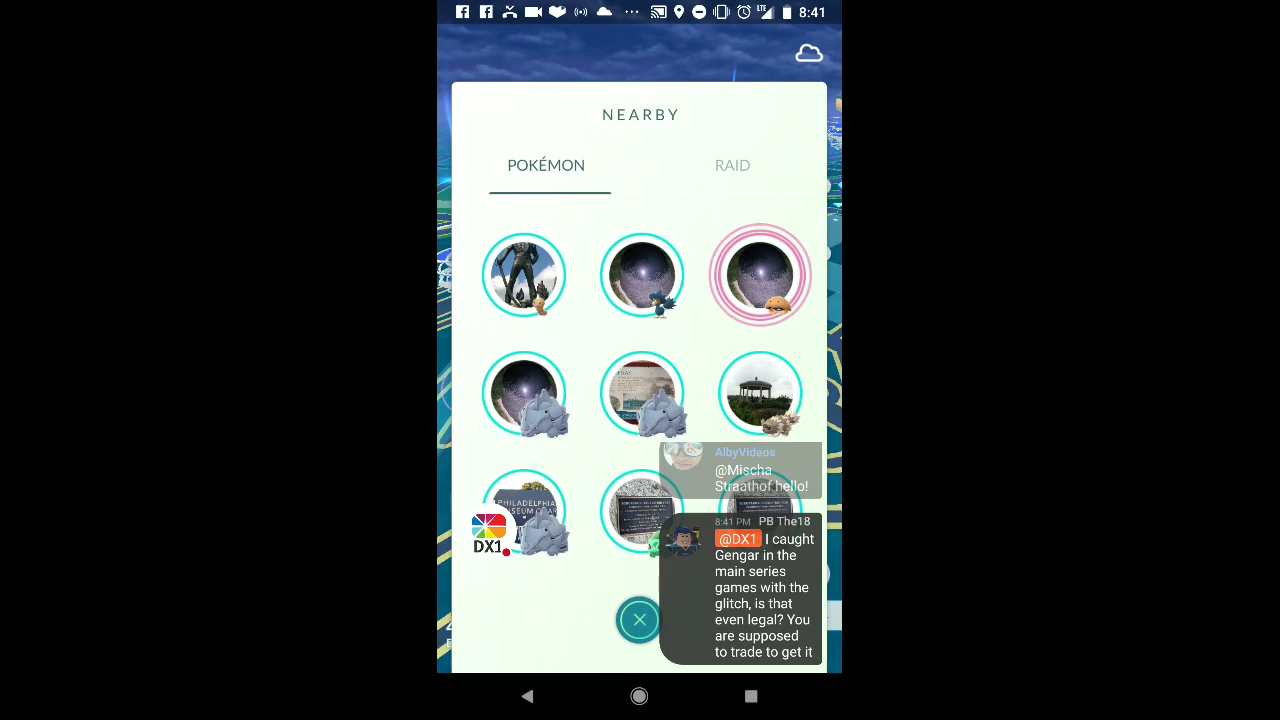 LTE 8:41
NEARBY
POKÉMON
RAID
AlbyVideos
@Mischa
Straathof hello!
PHILADELPHIA
DX1
8:41 PM PB The18
@DX1 I caught
Gengar in the
main series
games with the
glitch, is that
even legal? You
are supposed
to trade to get it